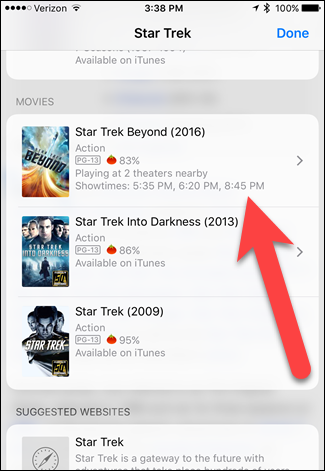 Verizon 3:38 PM 100%
Star Trek Done
Available on iTunes
MOVIES
BEYOND
Star Trek Beyond (2016)
Action
PG-13 83%
Playing at 2 theaters nearby
Showtimes: 5:35 PM, 6:20 PM, 8:45 PM
STAR TREK
INTO DARKNESS
Star Trek Into Darkness (2013)
Action
PG-13 86%
Available on iTunes
STAR TREK
Star Trek (2009)
Action
PG-13 95%
Available on iTunes
SUGGESTED WEBSITES
Star Trek
Star Trek is a gateway to the future with